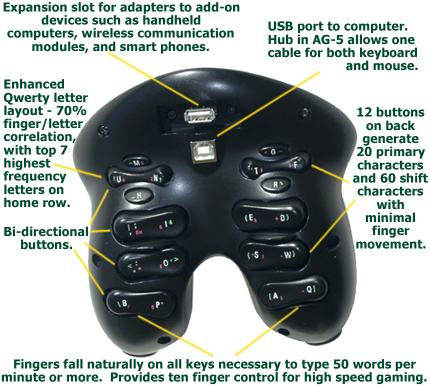 Expansion slot for adapters to add-on
devices such as handheld
computers, wireless communication
modules, and smart phones.
USB port to computer.
Hub in AG-5 allows one
cable for both keyboard
and mouse.
Enhanced
Qwerty letter
layout - 70%
finger/letter
correlation,
with top 7
highest
frequency
letters on
home row.
Bi-directional
buttons.
12 buttons
on back
generate
20 primary
characters
and 60 shift
characters
with
minimal
finger
movement.
M
G
U N
T F
H
R
(E +D)
(-S -W)
\B P
[A Q]
Fingers fall naturally on all keys necessary to type 50 words per
minute or more. Provides ten finger control for high speed gaming.